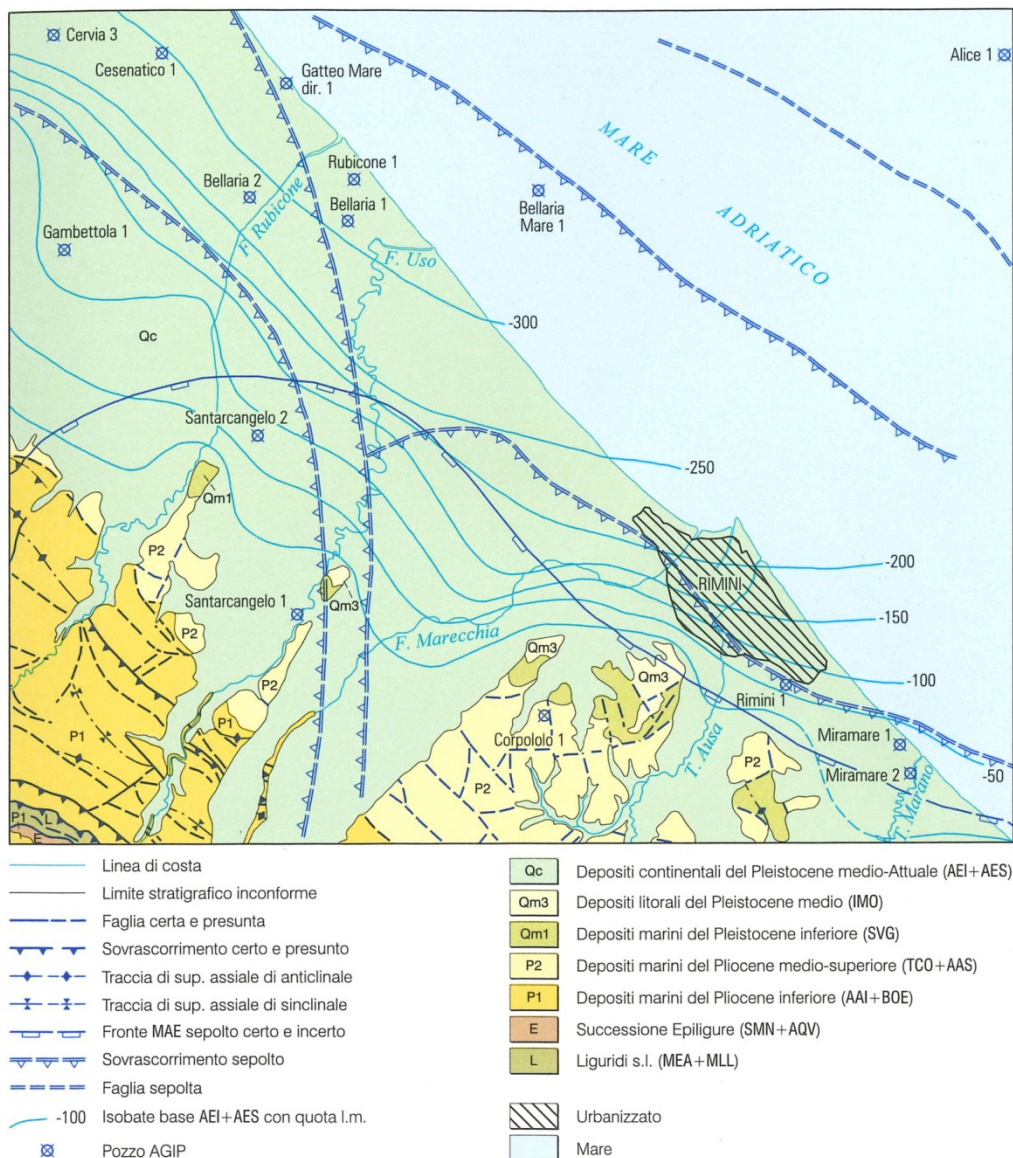 Cervia 3
Cesenatico 1
Gatteo Mare
dir. 1
Alice 1
MARE
ADRIATICO
Rubicone 1
Bellaria 2
Bellaria 1
Bellaria
Mare 1
F. Rubicone
Gambettola 1
F. Uso
-300
Qc
Santarcangelo 2
-250
Qm1
P2
-200
RIMINI
Qm3
-150
Santarcangelo 1
P2
F. Marecchia
Qm3
Qm3
P2
-100
Rimini 1
P1
P1
Corpololo 1
T. Ausa
Miramare 1
P2
P2
Miramare 2
-50
T. Marano
P1
L
E
Linea di costa
Limite stratigrafico inconforme
Faglia certa e presunta
Sovrascorrimento certo e presunto
Traccia di sup. assiale di anticlinale
Traccia di sup. assiale di sinclinale
Fronte MAE sepolto certo e incerto
Sovrascorrimento sepolto
Faglia sepolta
-100 Isobate base AEI+AES con quota l.m.
Pozzo AGIP
Qc Depositi continentali del Pleistocene medio-Attuale (AEI+AES)
Qm3 Depositi litorali del Pleistocene medio (IMO)
Qm1 Depositi marini del Pleistocene inferiore (SVG)
P2 Depositi marini del Pliocene medio-superiore (TCO+AAS)
P1 Depositi marini del Pliocene inferiore (AAI+BOE)
E Successione Epiligure (SMN+AQV)
L Liguridi s.l. (MEA+MLL)
Urbanizzato
Mare